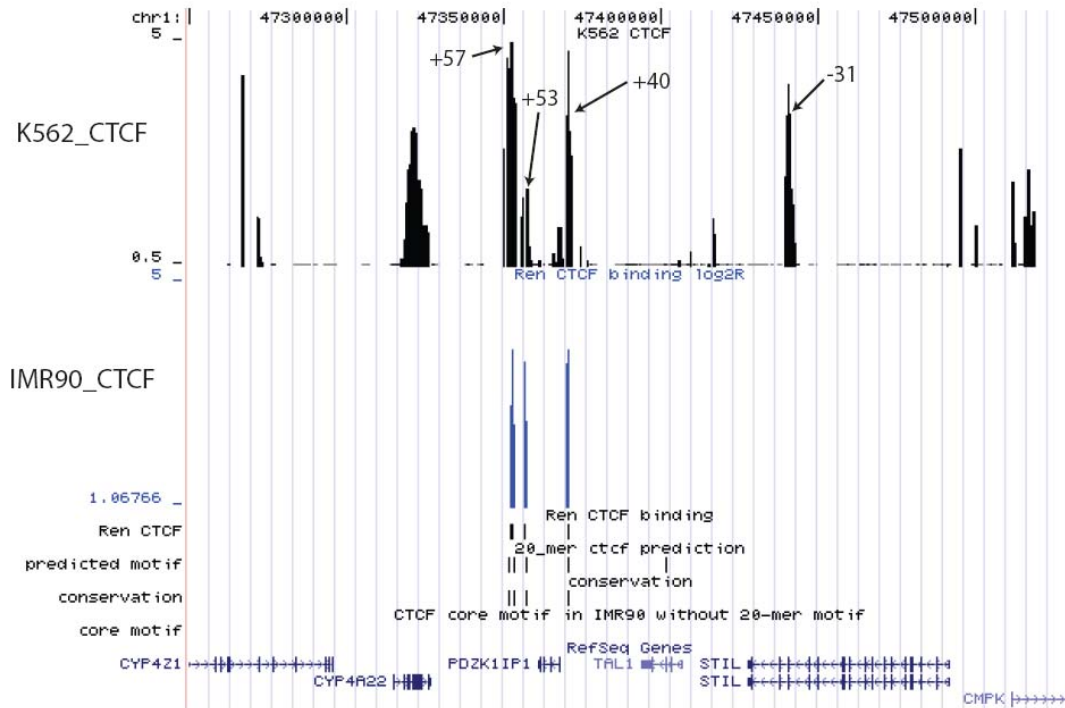 chr1: 47300000 47350000 47400000 47450000 47500000
5 _ K562 CTCF
+57
-31
+40
+53
K562_CTCF
0.5 _
5 _ Ren CTCF binding log2R
IMR90_CTCF
1.06766 _
Ren CTCF binding
Ren CTCF
20_mer ctcf prediction
predicted motif
conservation
conservation
CTCF core motif in IMR90 without 20-mer motif
core motif
RefSeq Genes
CYP4Z1 PDZK1IP1 TAL1 STIL
CYP4A22 STIL
CMPK